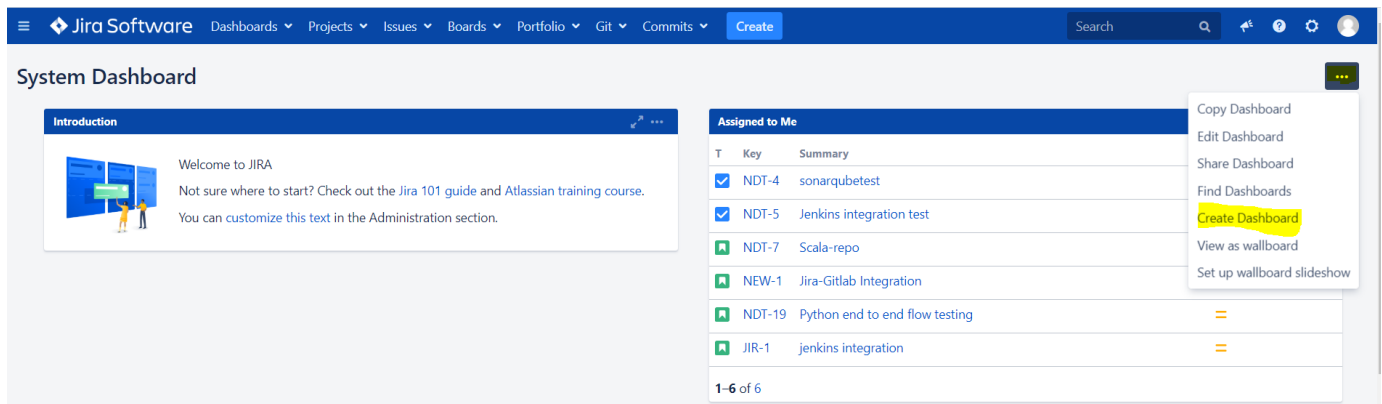 Jira Software Dashboards Projects Issues Boards Portfolio Git Commits Create Search
System Dashboard
...
Introduction
Welcome to JIRA
Not sure where to start? Check out the Jira 101 guide and Atlassian training course.
You can customize this text in the Administration section.
Assigned to Me
T Key Summary
NDT-4 sonarqubetest
NDT-5 Jenkins integration test
NDT-7 Scala-repo
NEW-1 Jira-Gitlab Integration
NDT-19 Python end to end flow testing
JIR-1 jenkins integration
1–6 of 6
Copy Dashboard
Edit Dashboard
Share Dashboard
Find Dashboards
Create Dashboard
View as wallboard
Set up wallboard slideshow